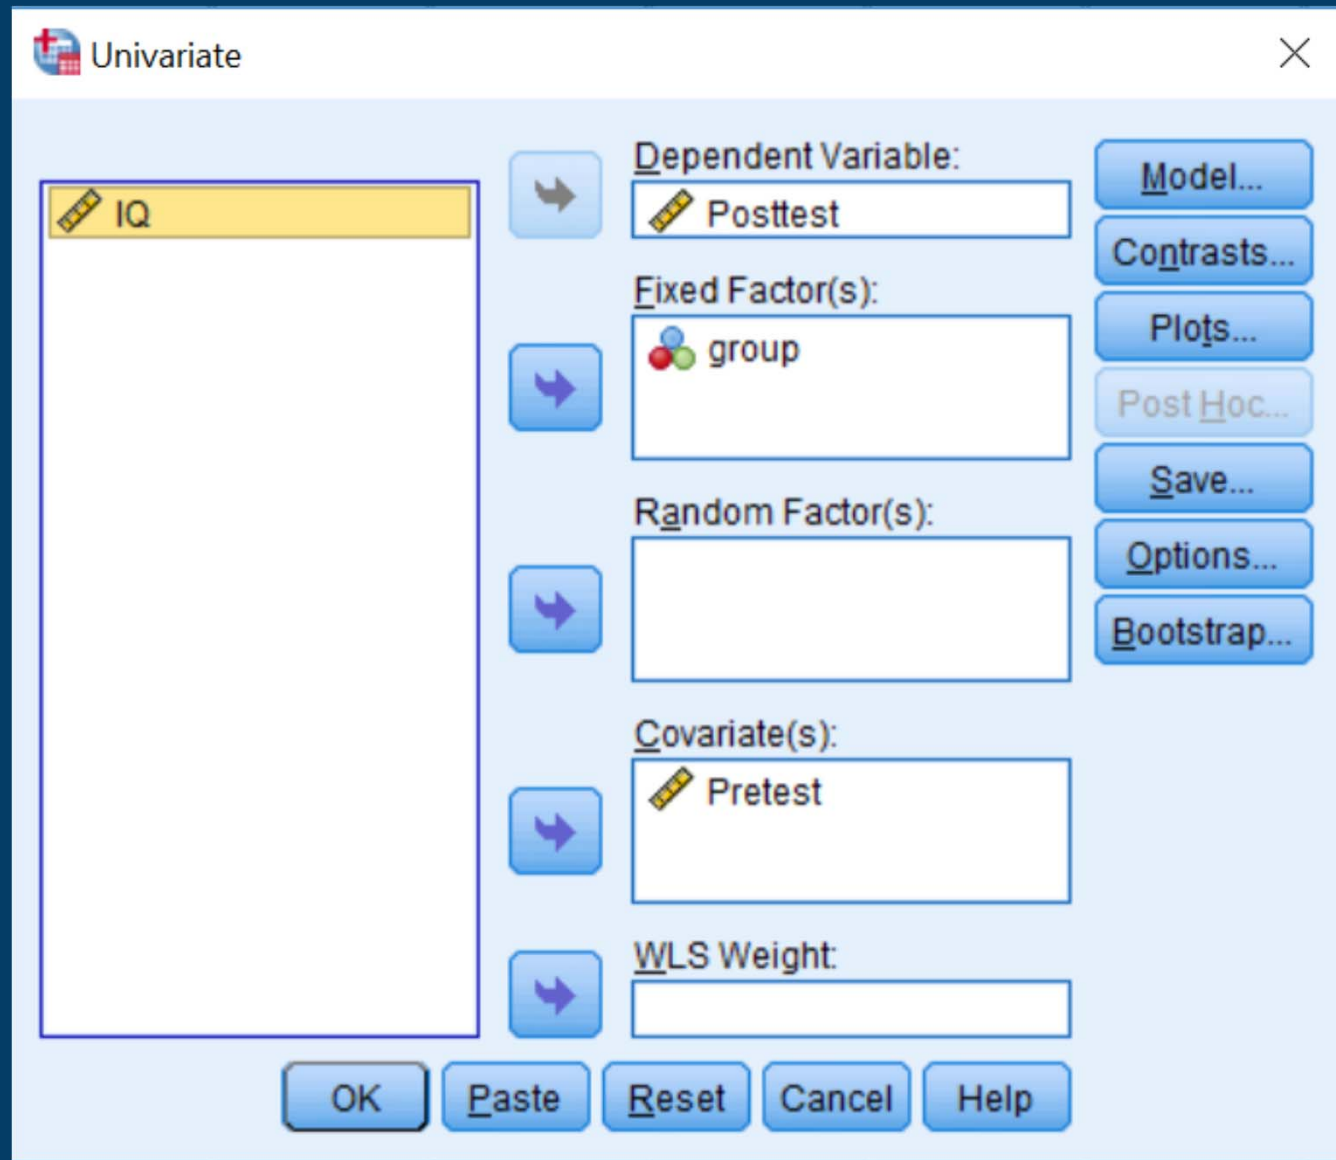 Univariate
IQ
Dependent Variable:
Posttest
Fixed Factor(s):
group
Random Factor(s):
Covariate(s):
Pretest
WLS Weight:
Model...
Contrasts...
Plots...
Post Hoc...
Save...
Options...
Bootstrap...
OK
Paste
Reset
Cancel
Help